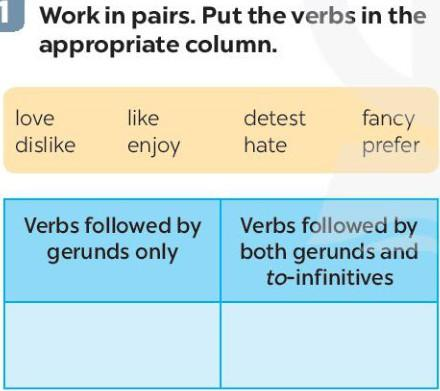 1 Work in pairs. Put the verbs in the
appropriate column.
love like detest fancy
dislike enjoy hate prefer
Verbs followed by
gerunds only
Verbs followed by
both gerunds and
to-infinitives